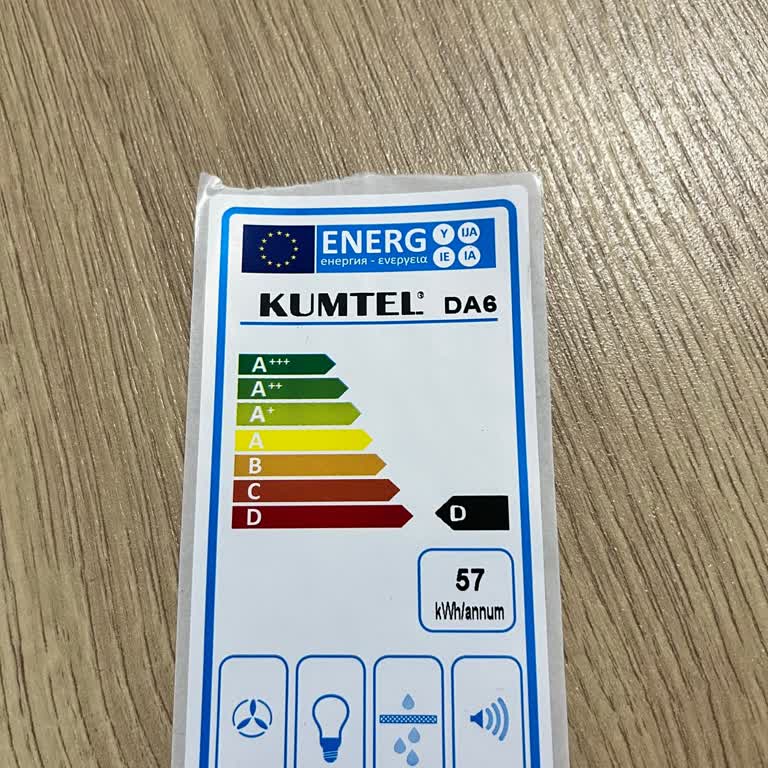 ENERG Y IJA
енергия - ενεργεια IE IA
KUMTEL® DA6
A+++
A++
A+
A
B
C
D D
57
kWh/annum